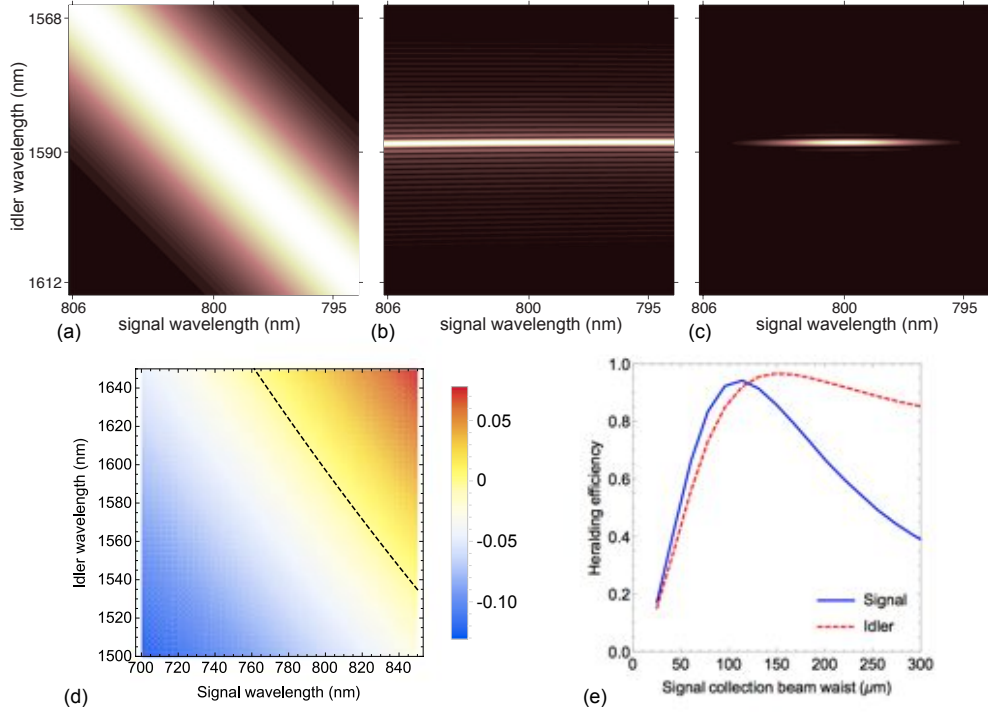 1568
1590
1612
idler wavelength (nm)
806
800
795
signal wavelength (nm)
(a)
806
800
795
signal wavelength (nm)
(b)
806
800
795
signal wavelength (nm)
(c)
1640
1620
1600
1580
1560
1540
1520
1500
Idler wavelength (nm)
700 720 740 760 780 800 820 840
Signal wavelength (nm)
0.05
0
-0.05
-0.10
(d)
1.0
0.8
0.6
0.4
0.2
0.0
Heralding efficiency
Signal
Idler
0 50 100 150 200 250 300
Signal collection beam waist (μm)
(e)